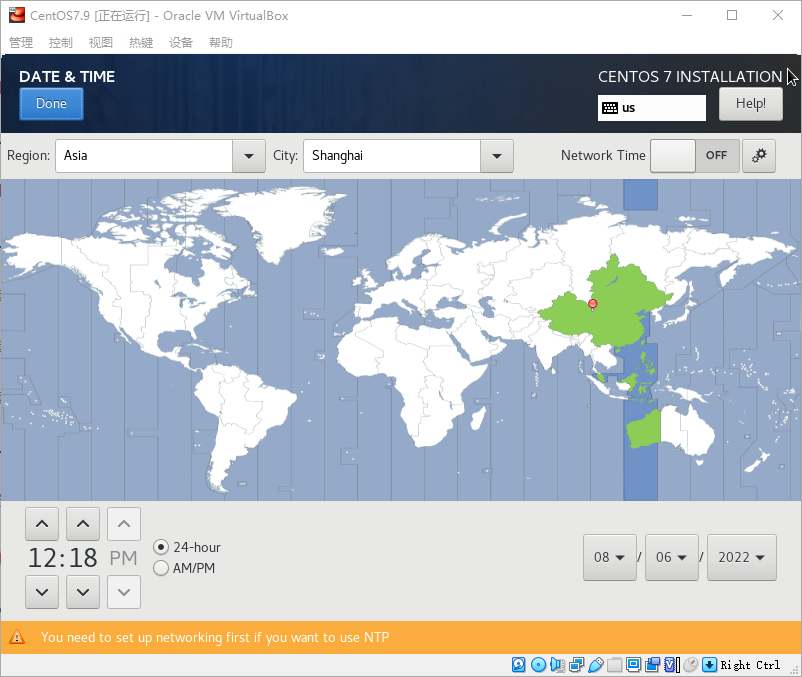 CentOS7.9 [正在运行] - Oracle VM VirtualBox
管理 控制 视图 热键 设备 帮助
DATE & TIME
CENTOS 7 INSTALLATION
Done
us
Help!
Region: Asia City: Shanghai Network Time OFF
12:18 PM
24-hour
AM/PM
08 / 06 / 2022
You need to set up networking first if you want to use NTP
Right Ctrl